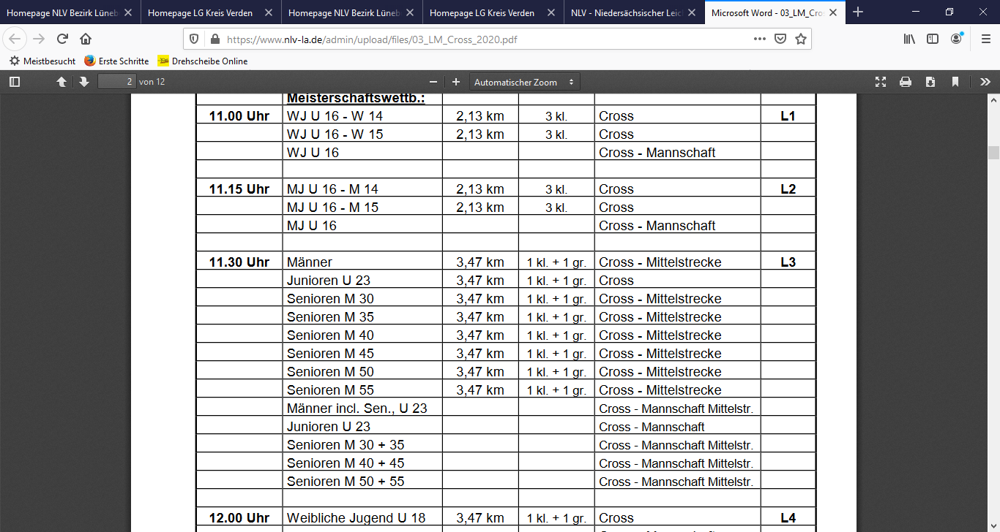 Homepage NLV Bezirk Lüneb Homepage LG Kreis Verden Homepage NLV Bezirk Lüneb Homepage LG Kreis Verden NLV - Niedersächsischer Leic Microsoft Word - 03_LM_Cros
https://www.nlv-la.de/admin/upload/files/03_LM_Cross_2020.pdf
Meistbesucht Erste Schritte Drehscheibe Online
2 von 12 Automatischer Zoom
Meisterschaftswettb.:
11.00 Uhr WJ U 16 - W 14 2,13 km 3 kl. Cross L1
WJ U 16 - W 15 2,13 km 3 kl. Cross
WJ U 16 Cross - Mannschaft
11.15 Uhr MJ U 16 - M 14 2,13 km 3 kl. Cross L2
MJ U 16 - M 15 2,13 km 3 kl. Cross
MJ U 16 Cross - Mannschaft
11.30 Uhr Männer 3,47 km 1 kl. + 1 gr. Cross - Mittelstrecke L3
Junioren U 23 3,47 km 1 kl. + 1 gr. Cross
Senioren M 30 3,47 km 1 kl. + 1 gr. Cross - Mittelstrecke
Senioren M 35 3,47 km 1 kl. + 1 gr. Cross - Mittelstrecke
Senioren M 40 3,47 km 1 kl. + 1 gr. Cross - Mittelstrecke
Senioren M 45 3,47 km 1 kl. + 1 gr. Cross - Mittelstrecke
Senioren M 50 3,47 km 1 kl. + 1 gr. Cross - Mittelstrecke
Senioren M 55 3,47 km 1 kl. + 1 gr. Cross - Mittelstrecke
Männer incl. Sen., U 23 Cross - Mannschaft Mittelstr.
Junioren U 23 Cross - Mannschaft
Senioren M 30 + 35 Cross - Mannschaft Mittelstr.
Senioren M 40 + 45 Cross - Mannschaft Mittelstr.
Senioren M 50 + 55 Cross - Mannschaft Mittelstr.
12.00 Uhr Weibliche Jugend U 18 3,47 km 1 kl. + 1 gr. Cross L4